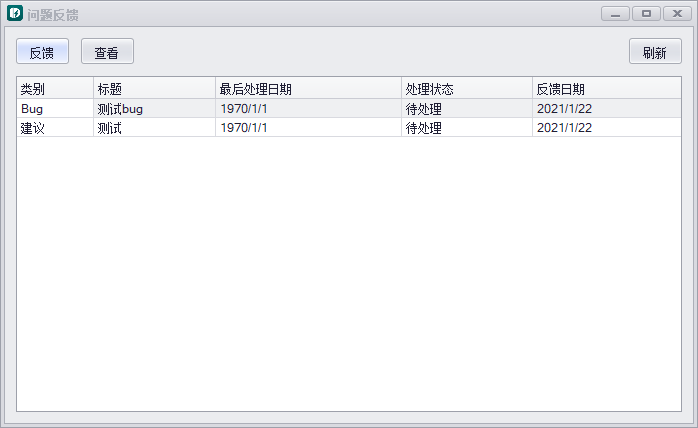 问题反馈
反馈 查看 刷新
类别 标题 最后处理日期 处理状态 反馈日期
Bug 测试bug 1970/1/1 待处理 2021/1/22
建议 测试 1970/1/1 待处理 2021/1/22